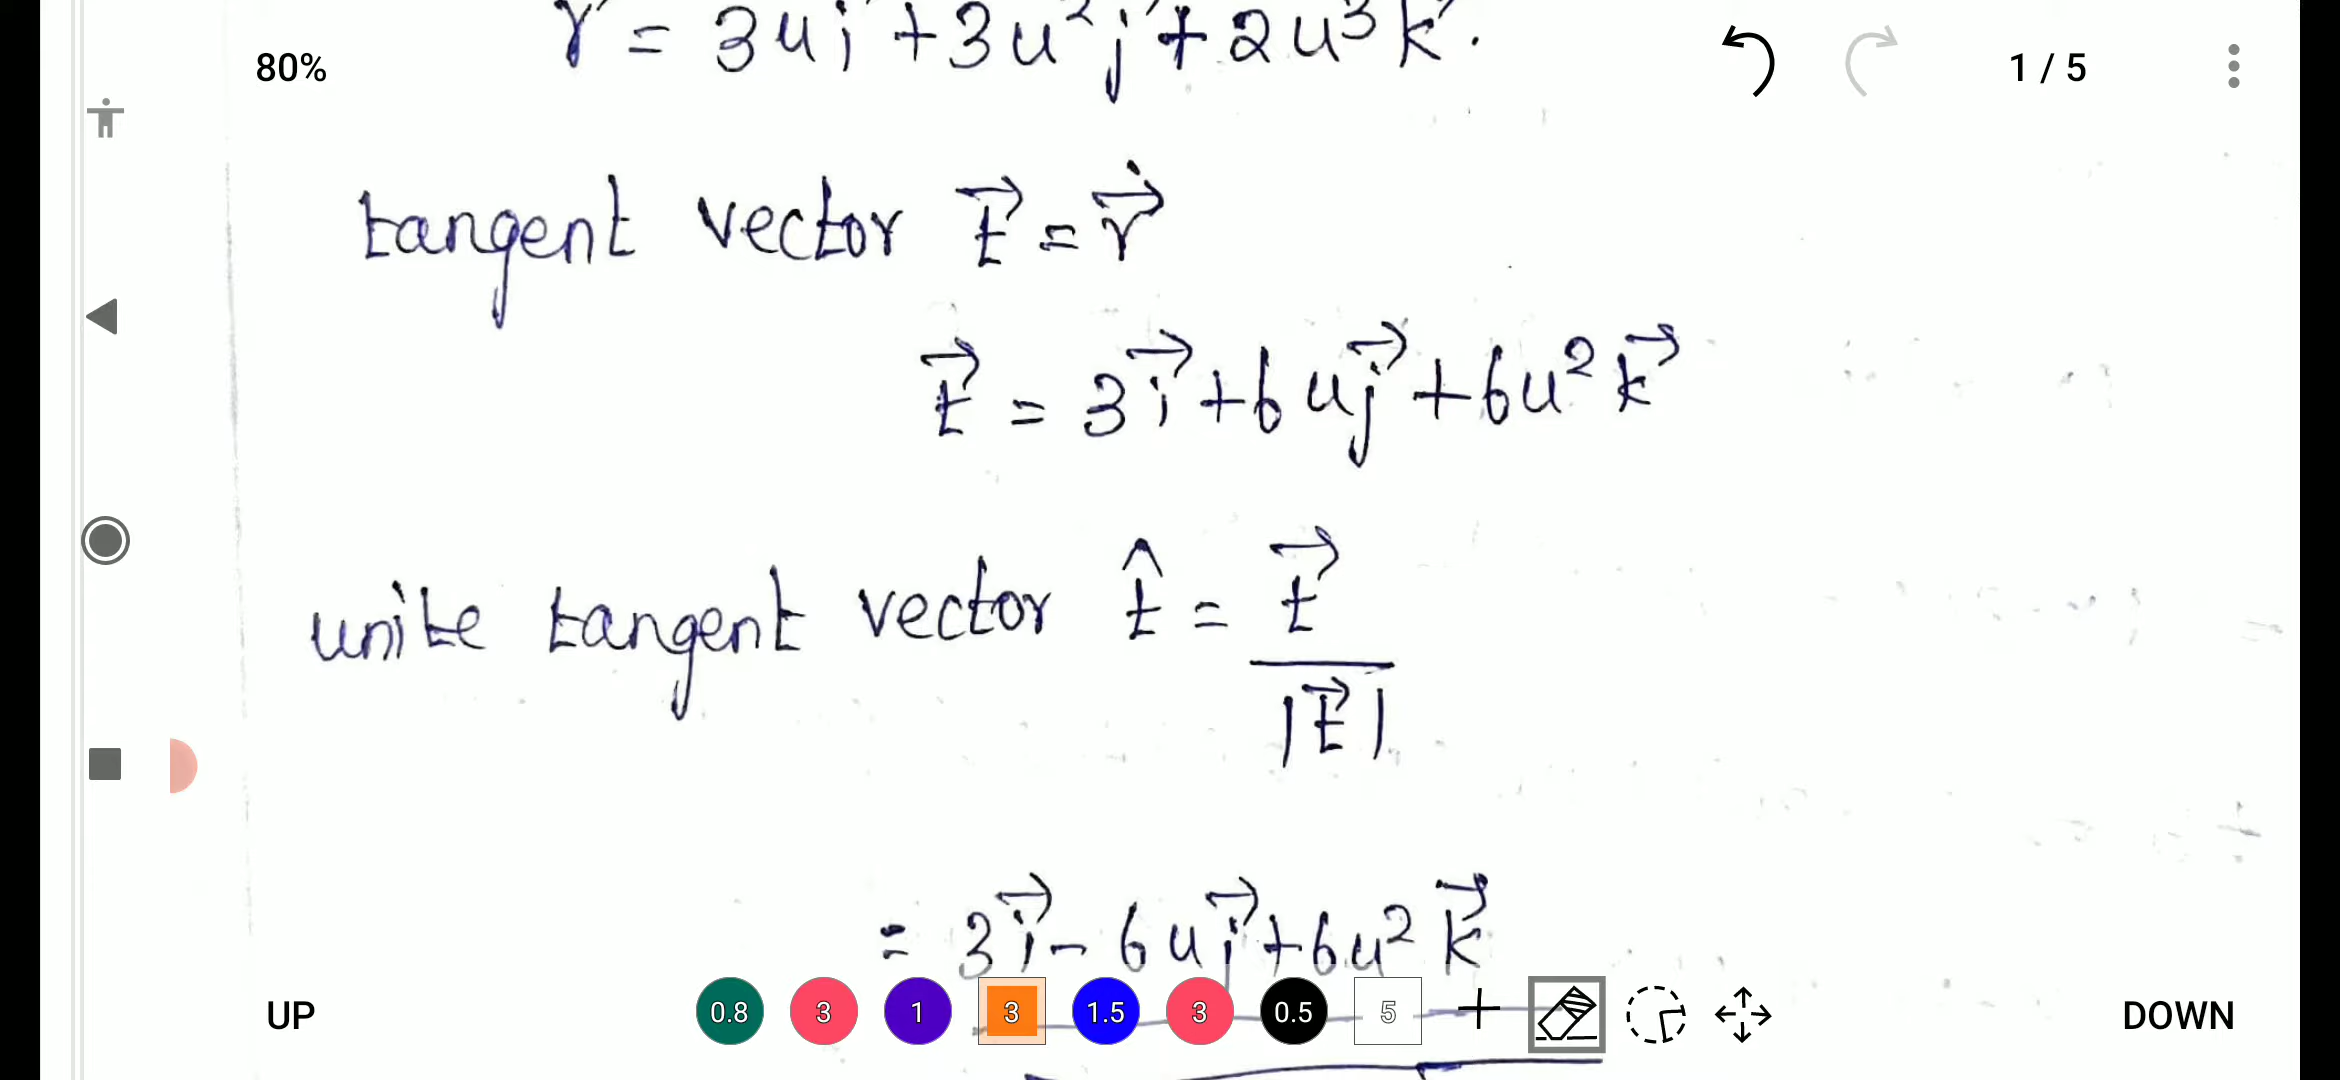 r⃗ = 3ui⃗ + 3u²j⃗ + 2u³k⃗.
80%
1 / 5
tangent vector t⃗ = ṙ⃗
t⃗ = 3i⃗ + 6uj⃗ + 6u²k⃗
unite tangent vector t̂ = t⃗
|t⃗|
= 3i⃗ - 6uj⃗ + 6u²k⃗
UP 0.8 3 1 3 1.5 3 0.5 5 + DOWN